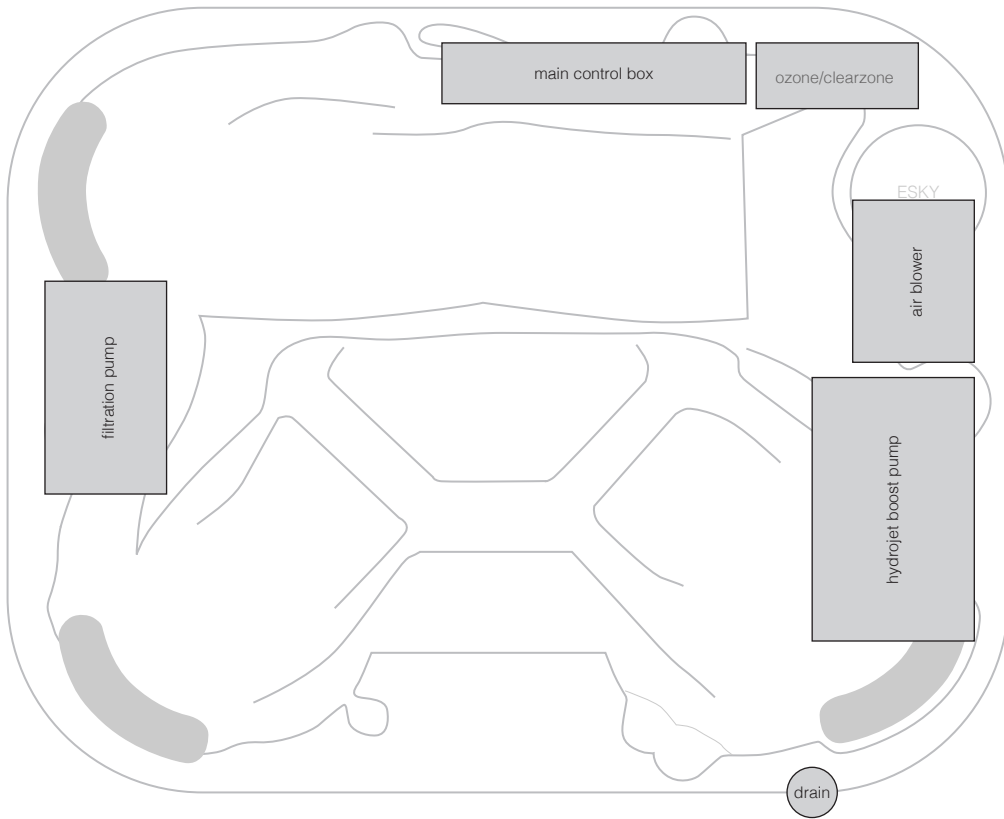 main control box
ozone/clearzone
ESKY
air blower
filtration pump
hydrojet boost pump
drain